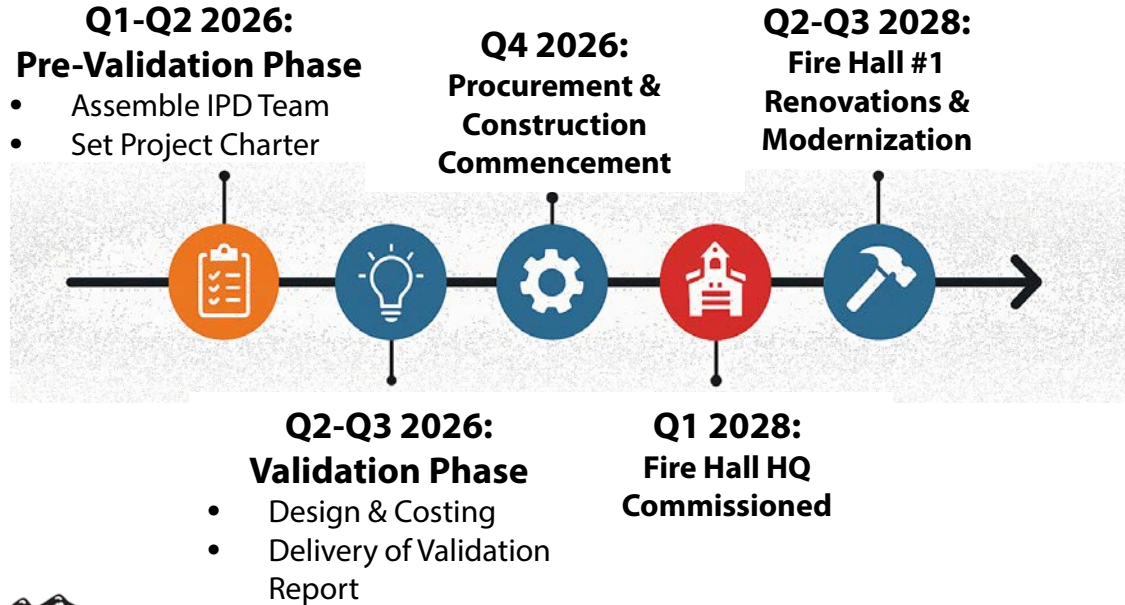 Q1-Q2 2026:
Pre-Validation Phase
• Assemble IPD Team
• Set Project Charter
Q4 2026:
Procurement &
Construction
Commencement
Q2-Q3 2028:
Fire Hall #1
Renovations &
Modernization
Q2-Q3 2026:
Validation Phase
• Design & Costing
• Delivery of Validation
Report
Q1 2028:
Fire Hall HQ
Commissioned